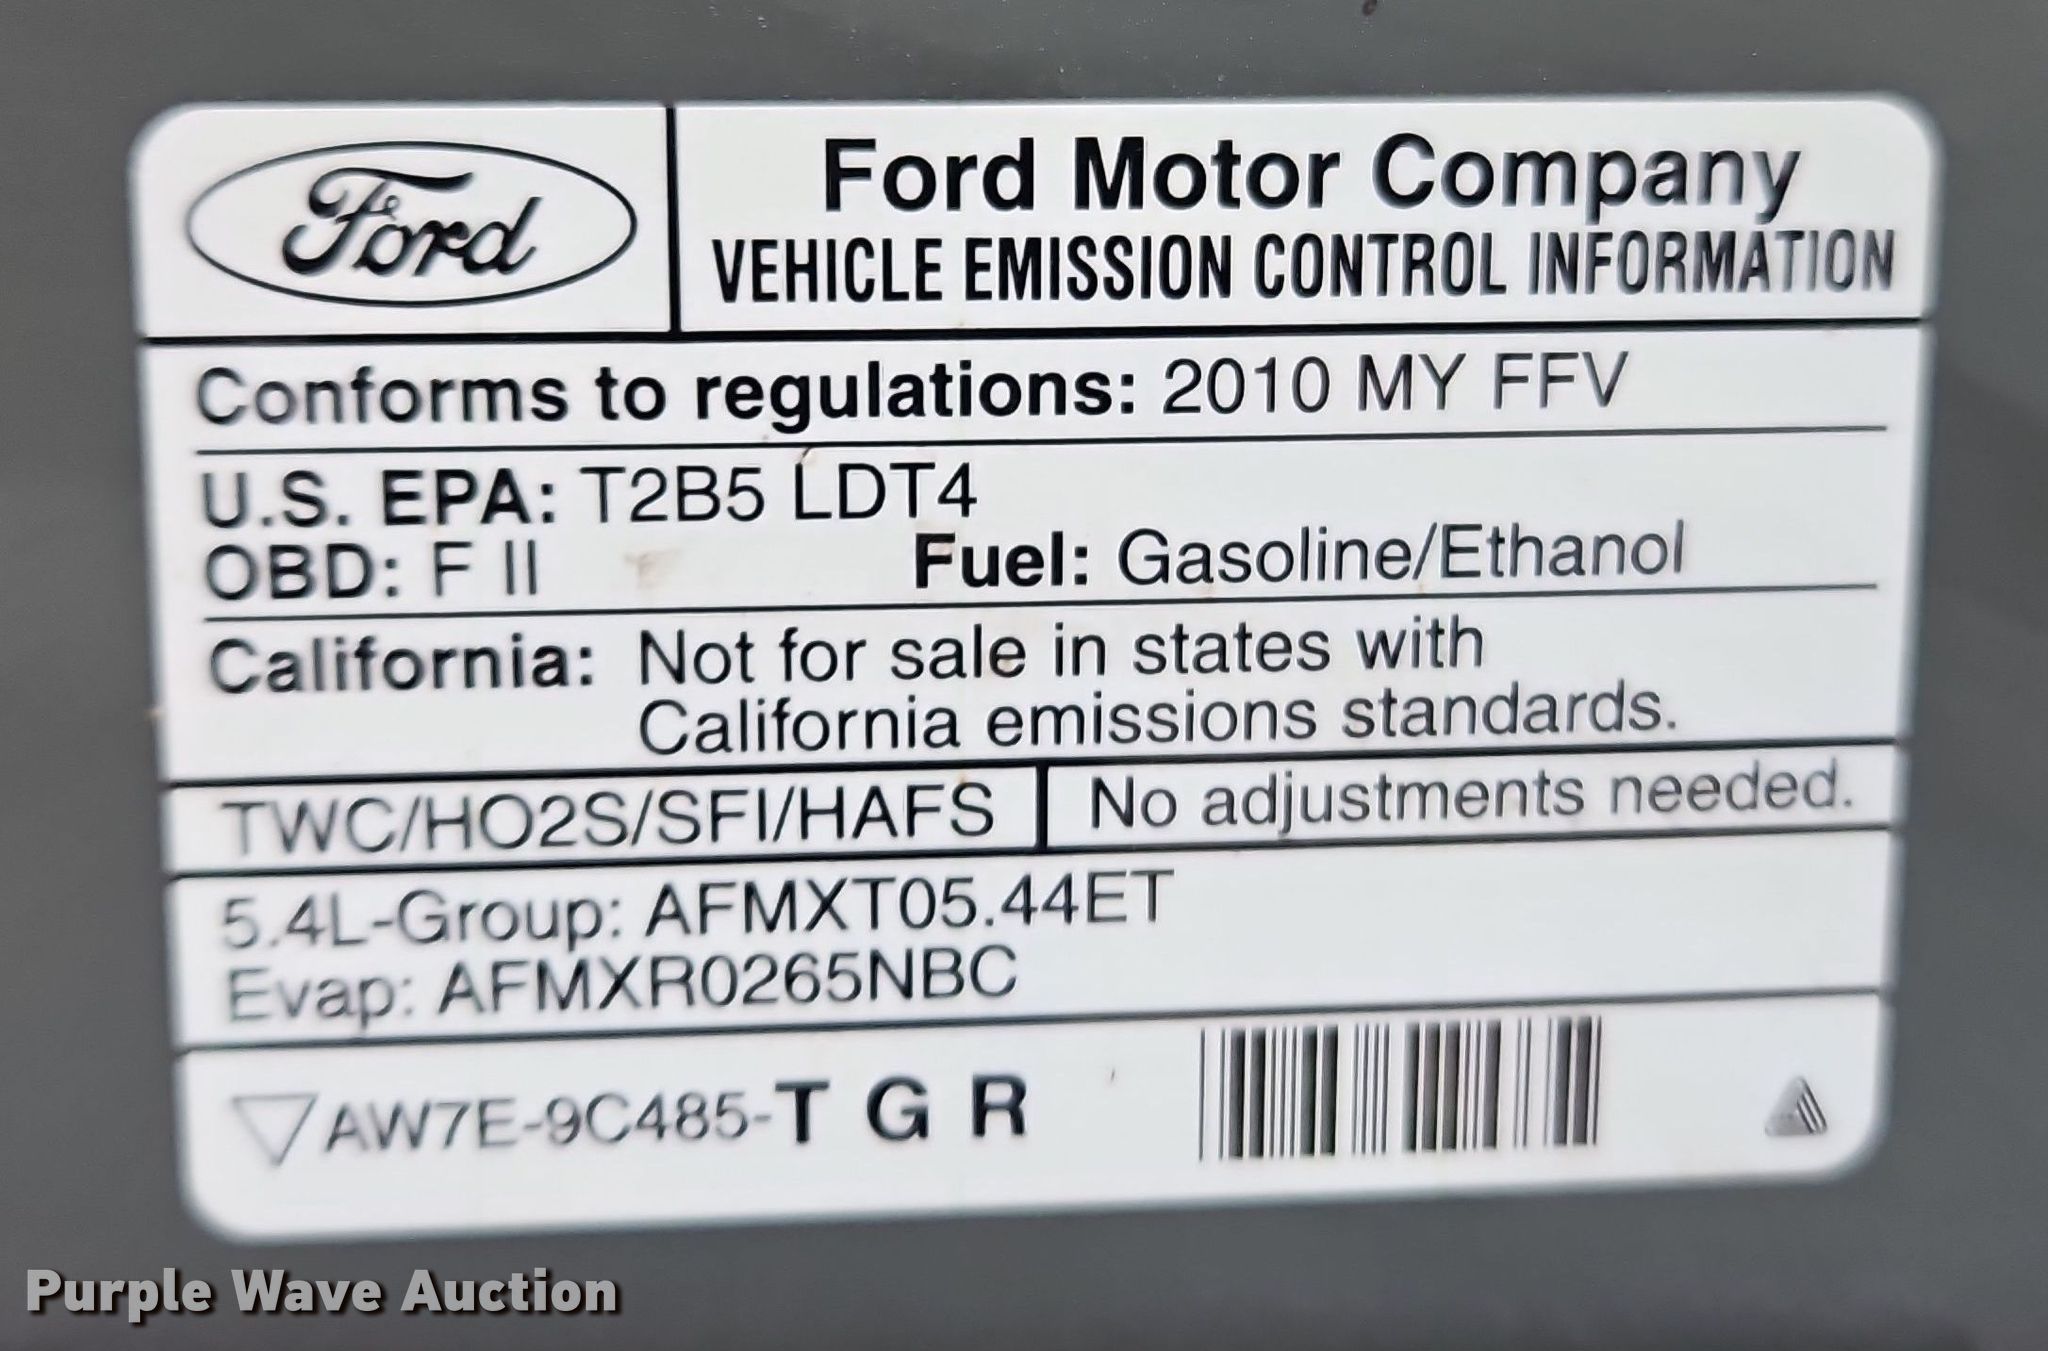 Ford
Ford Motor Company
VEHICLE EMISSION CONTROL INFORMATION
Conforms to regulations: 2010 MY FFV
U.S. EPA: T2B5 LDT4
OBD: F II Fuel: Gasoline/Ethanol
California: Not for sale in states with
California emissions standards.
TWC/HO2S/SFI/HAFS No adjustments needed.
5.4L-Group: AFMXT05.44ET
Evap: AFMXR0265NBC
AW7E-9C485-T G R
Purple Wave Auction